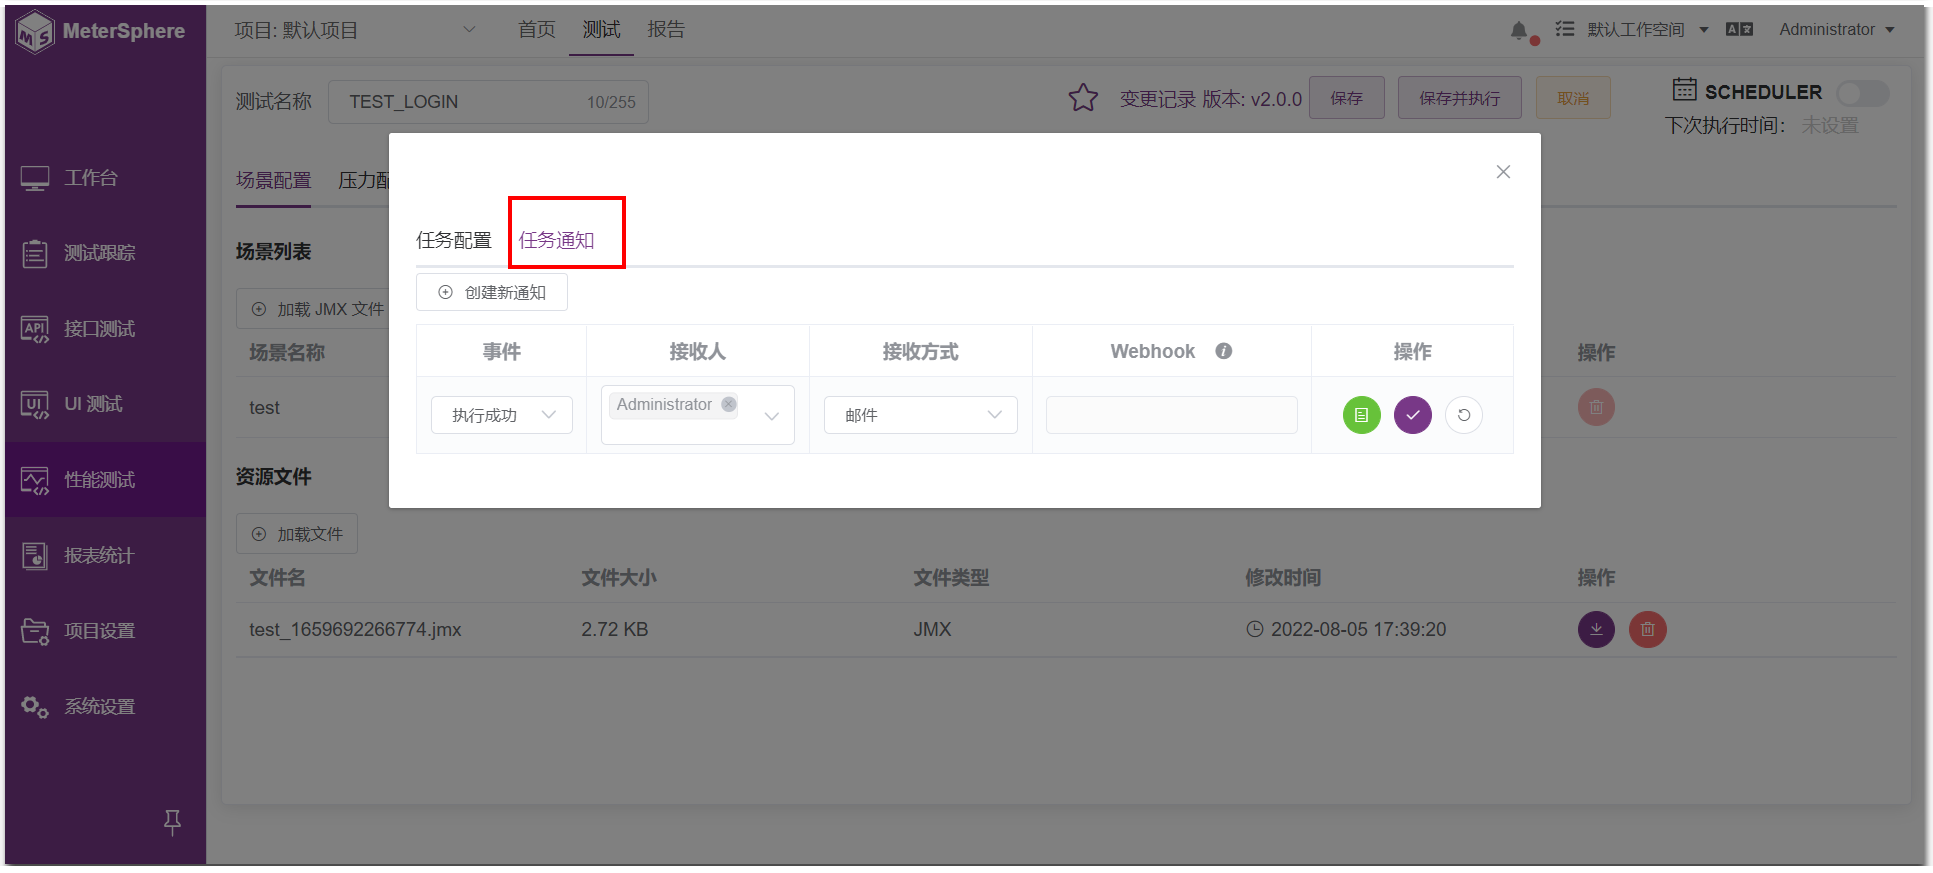 MeterSphere
项目: 默认项目
首页 测试 报告
默认工作空间 Administrator
测试名称 TEST_LOGIN 10/255
变更记录 版本: v2.0.0 保存 保存并执行 取消
SCHEDULER
下次执行时间: 未设置
工作台
测试跟踪
接口测试
UI 测试
性能测试
报表统计
项目设置
系统设置
场景配置 压力配
任务配置 任务通知
创建新通知
事件 接收人 接收方式 Webhook 操作
执行成功 Administrator 邮件
场景列表
加载 JMX 文件
场景名称 操作
test
资源文件
加载文件
文件名 文件大小 文件类型 修改时间 操作
test_1659692266774.jmx 2.72 KB JMX 2022-08-05 17:39:20